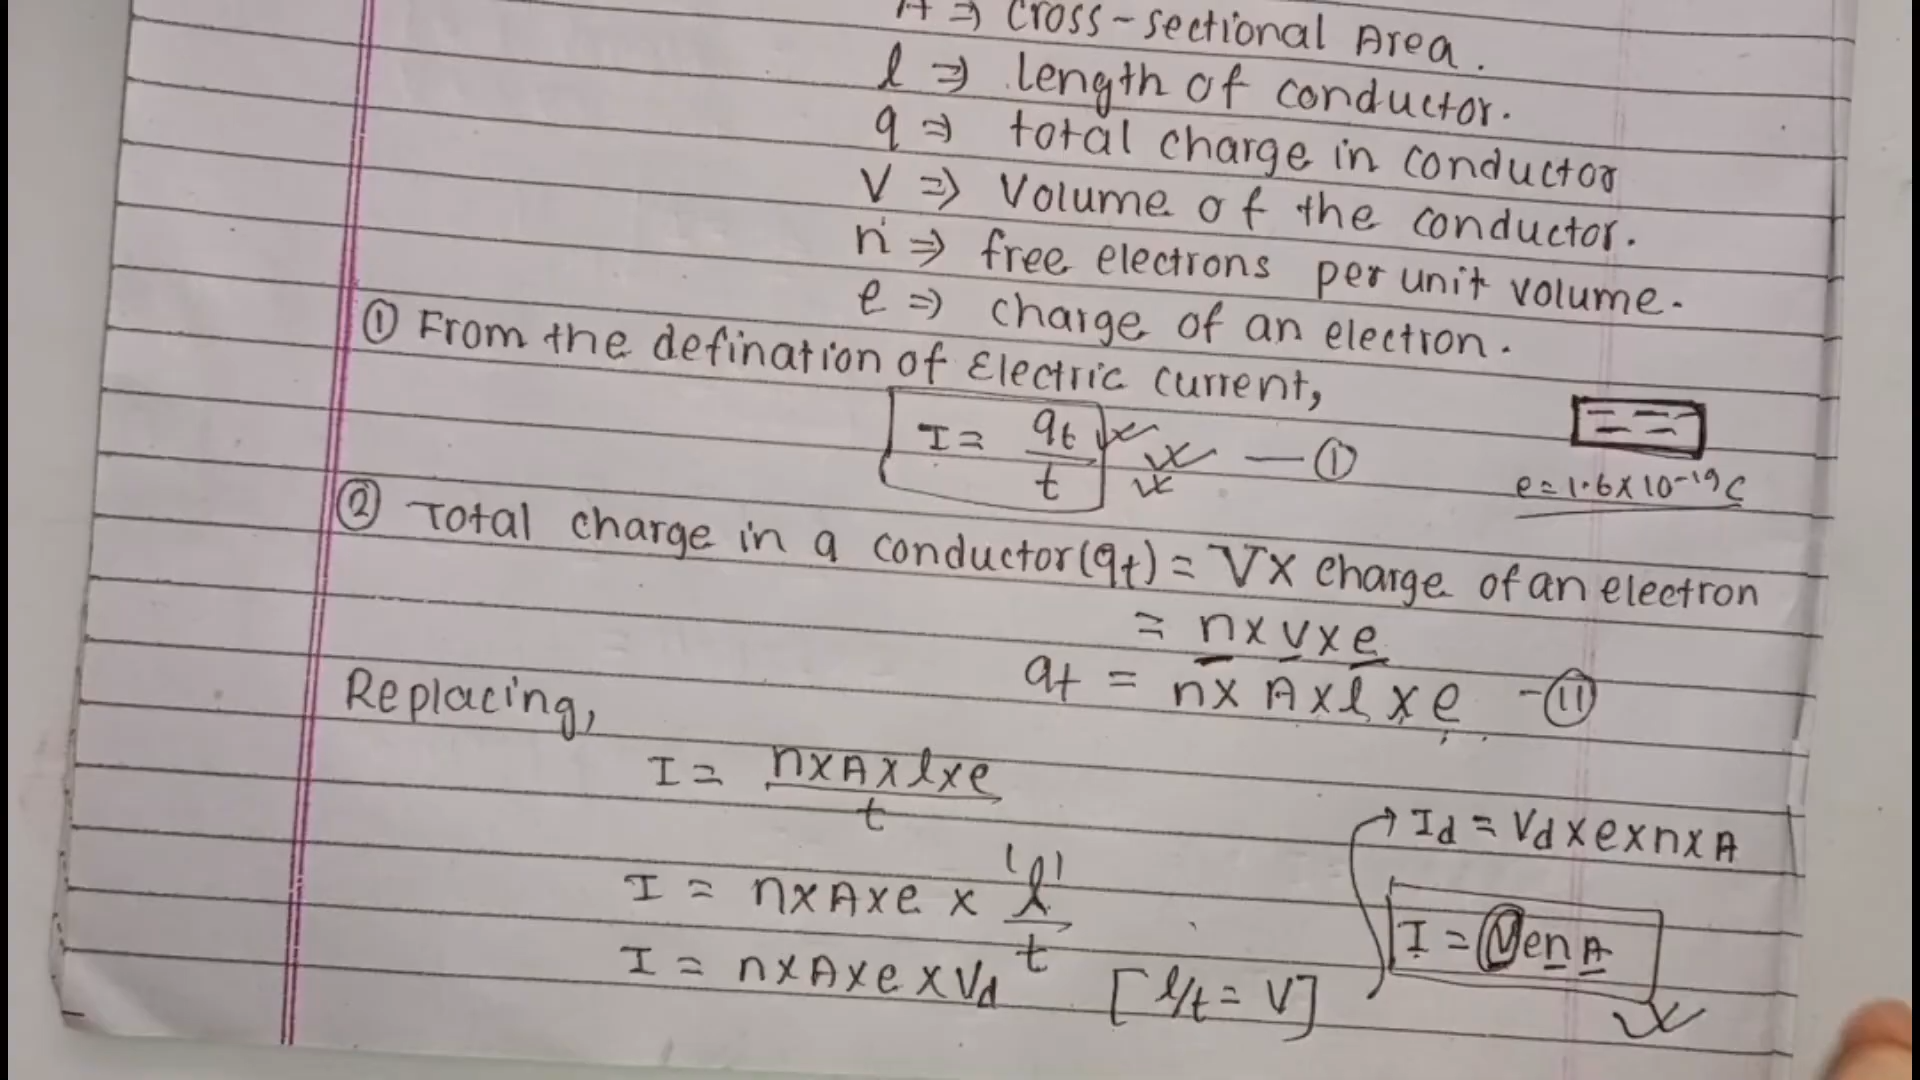 A ⇒ Cross-sectional Area.
l ⇒ length of conductor.
q ⇒ total charge in conductor
V ⇒ Volume of the conductor.
n ⇒ free electrons per unit volume.
e ⇒ charge of an electron.
① From the defination of Electric current,
I = qt/t — ①
e = 1.6 x 10⁻¹⁹ C
② Total charge in a conductor (qt) = V x charge of an electron
= n x v x e
qt = n x A x l x e - ⑪
Replacing,
I = n x A x l x e / t
I = n x A x e x 'l' / t
I = n x A x e x Vd [l/t = V]
→ Id = Vd x e x n x A
I = VenA